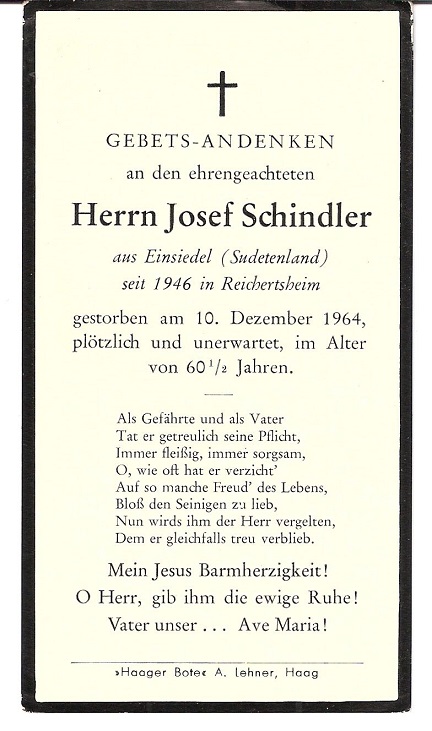 GEBETS-ANDENKEN
an den ehrengeachteten
Herrn Josef Schindler
aus Einsiedel (Sudetenland)
seit 1946 in Reichertsheim
gestorben am 10. Dezember 1964,
plötzlich und unerwartet, im Alter
von 60 1/2 Jahren.
Als Gefährte und als Vater
Tat er getreulich seine Pflicht,
Immer fleißig, immer sorgsam,
O, wie oft hat er verzicht'
Auf so manche Freud' des Lebens,
Bloß den Seinigen zu lieb,
Nun wirds ihm der Herr vergelten,
Dem er gleichfalls treu verblieb.
Mein Jesus Barmherzigkeit!
O Herr, gib ihm die ewige Ruhe!
Vater unser . . . Ave Maria!
»Haager Bote« A. Lehner, Haag